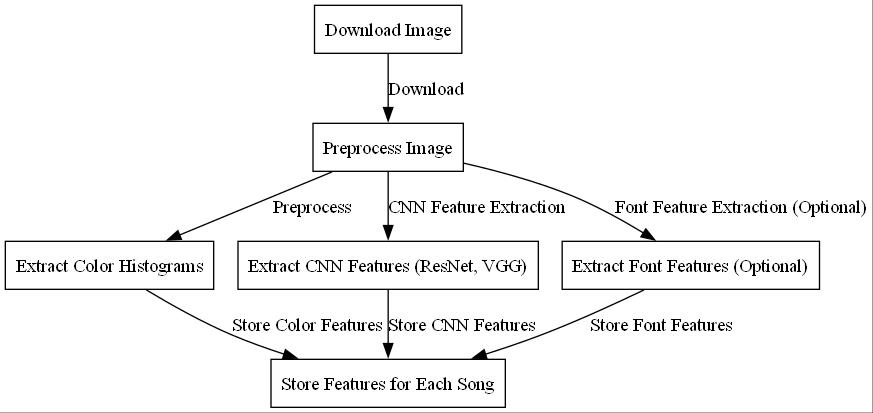 Download Image
Download
Preprocess Image
Preprocess
CNN Feature Extraction
Font Feature Extraction (Optional)
Extract Color Histograms
Extract CNN Features (ResNet, VGG)
Extract Font Features (Optional)
Store Color Features
Store CNN Features
Store Font Features
Store Features for Each Song